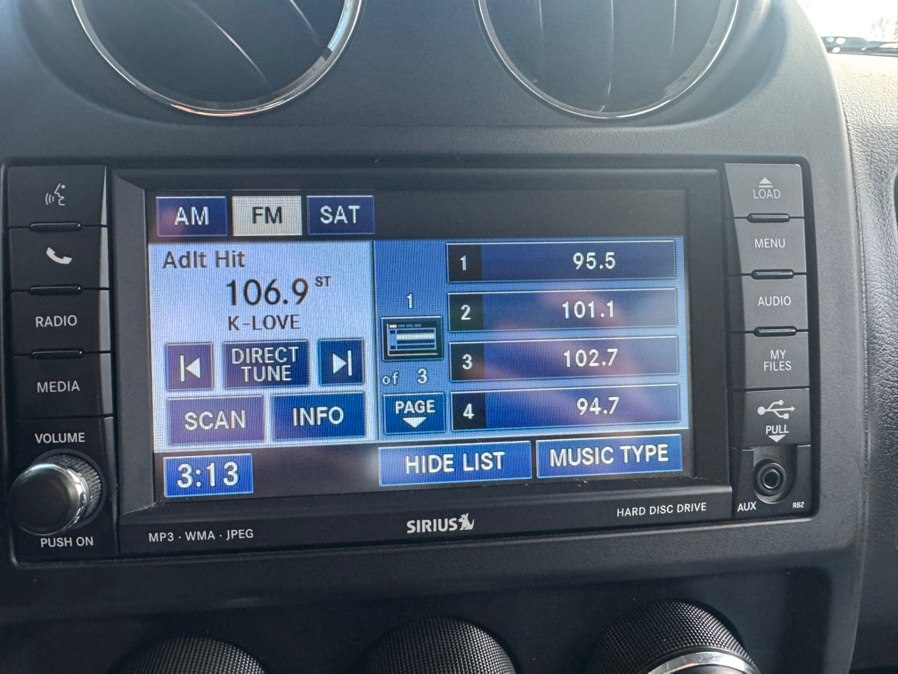 AM FM SAT
Adlt Hit
106.9 ST
K-LOVE
DIRECT
TUNE
SCAN INFO
1
of 3
PAGE
1 95.5
2 101.1
3 102.7
4 94.7
3:13
HIDE LIST
MUSIC TYPE
RADIO
MEDIA
VOLUME
PUSH ON
MP3 · WMA · JPEG
SIRIUS
HARD DISC DRIVE
LOAD
MENU
AUDIO
MY
FILES
PULL
AUX
RBZ